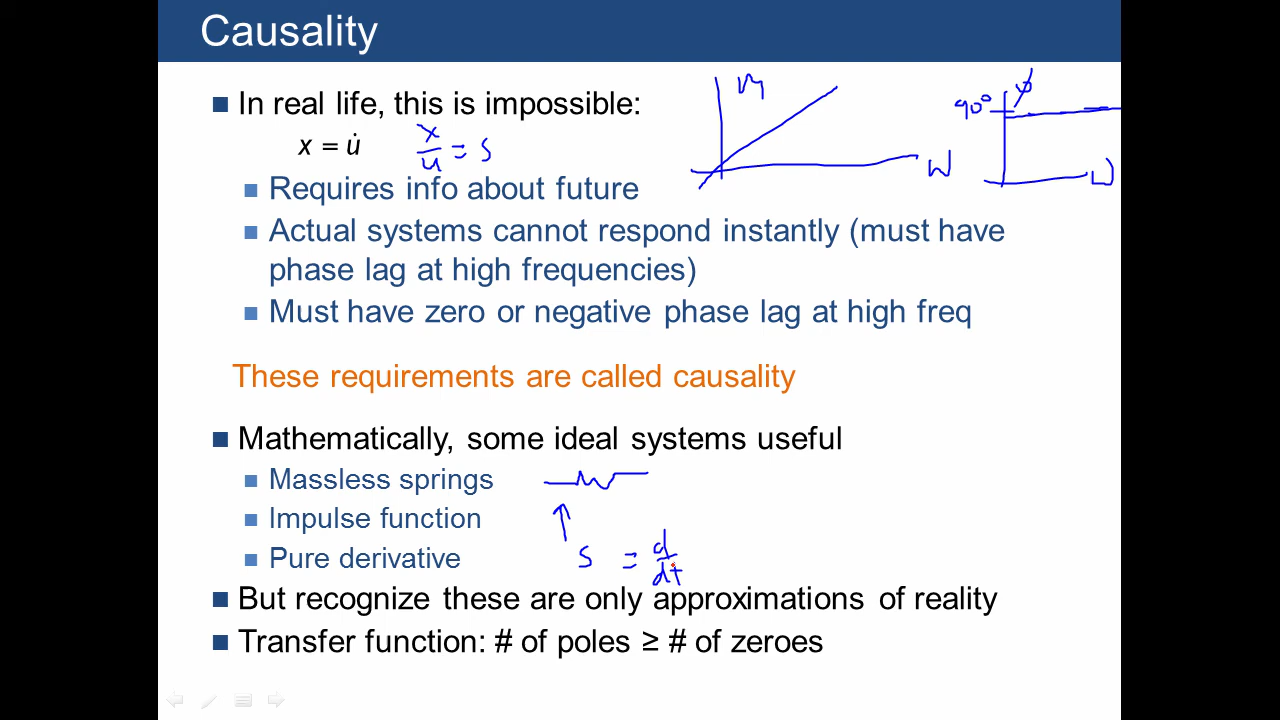 Causality
In real life, this is impossible:
x = u̇
x/u = s
M
W
90°
φ
W
Requires info about future
Actual systems cannot respond instantly (must have
phase lag at high frequencies)
Must have zero or negative phase lag at high freq
These requirements are called causality
Mathematically, some ideal systems useful
Massless springs
Impulse function
Pure derivative
s = d/dt
But recognize these are only approximations of reality
Transfer function: # of poles ≥ # of zeroes